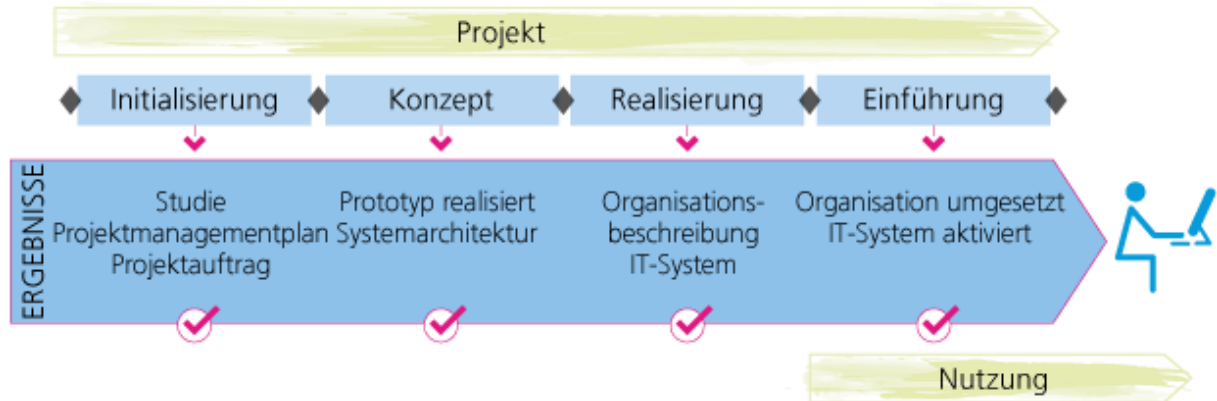 Projekt
Initialisierung
Konzept
Realisierung
Einführung
ERGEBNISSE
Studie
Projektmanagementplan
Projektauftrag
Prototyp realisiert
Systemarchitektur
Organisations-
beschreibung
IT-System
Organisation umgesetzt
IT-System aktiviert
Nutzung